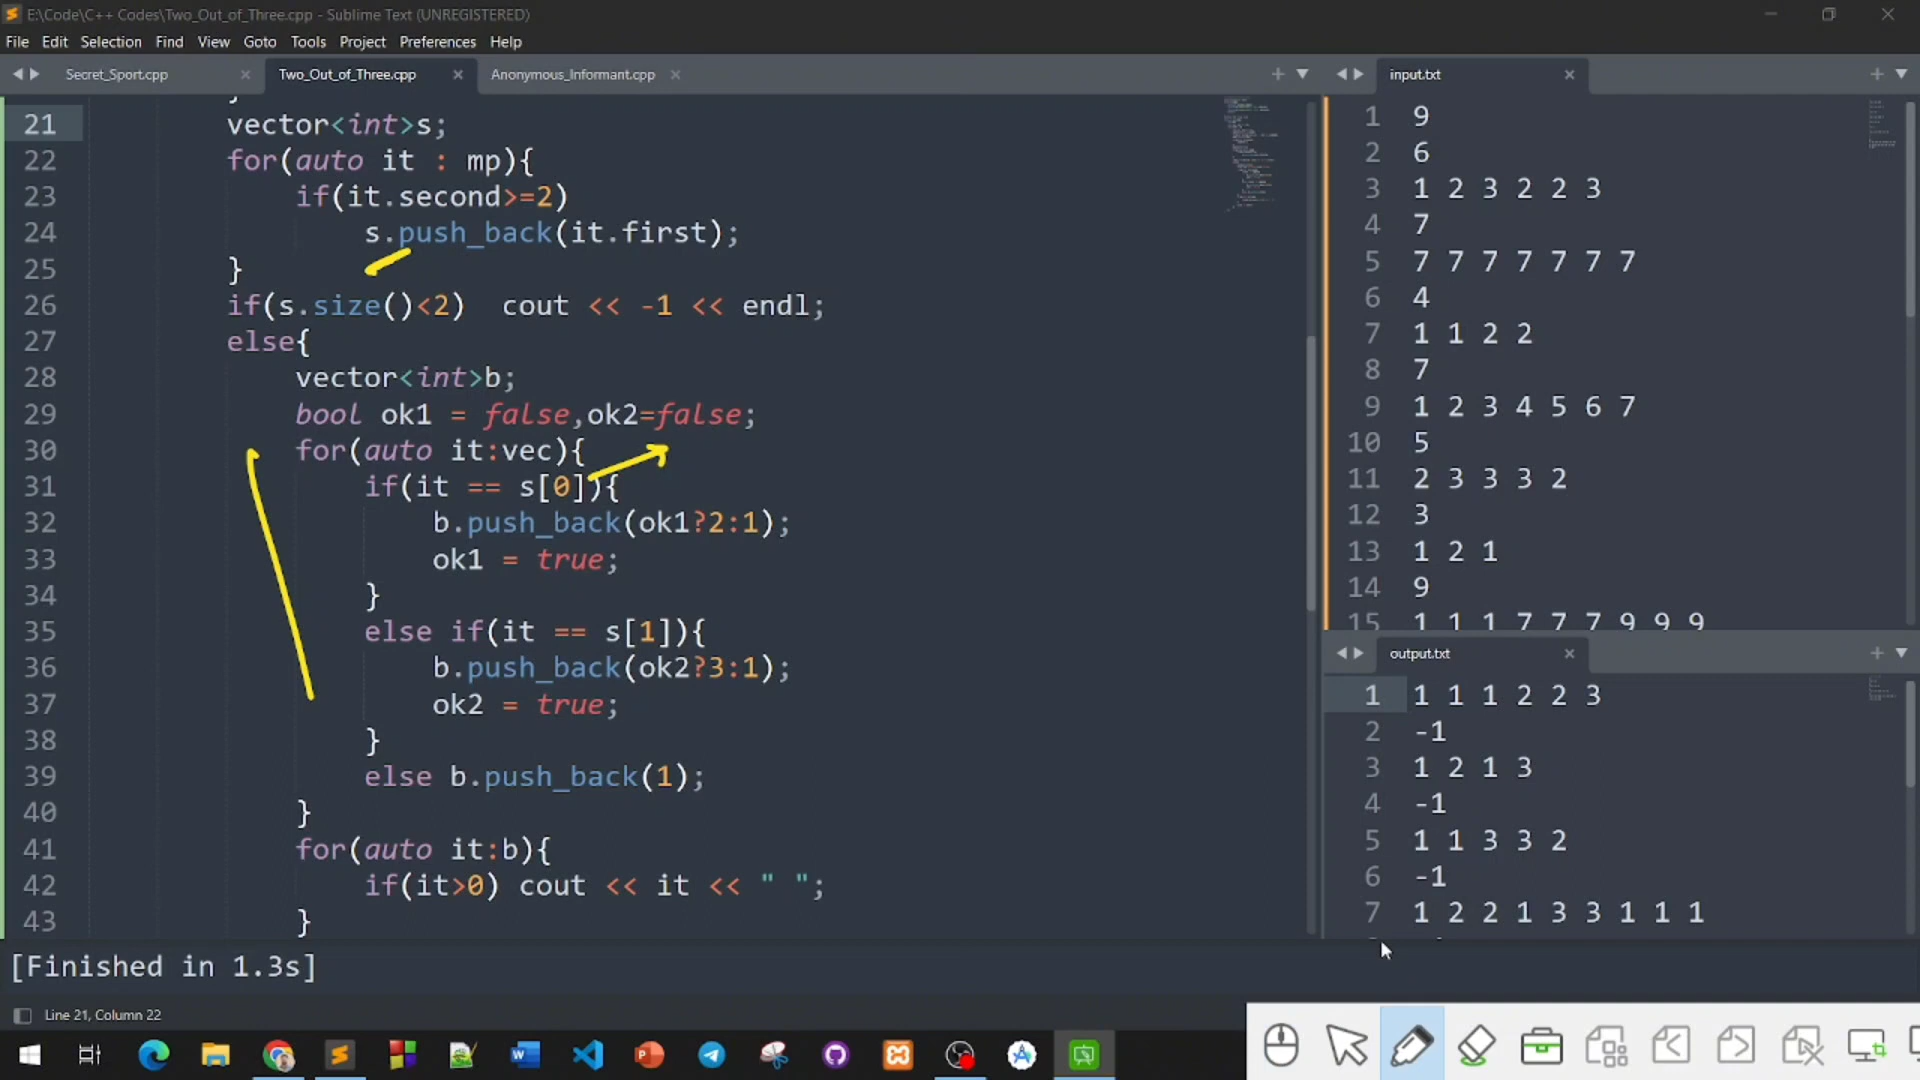 E:\Code\C++ Codes\Two_Out_of_Three.cpp - Sublime Text (UNREGISTERED)
File Edit Selection Find View Goto Tools Project Preferences Help
Secret_Sport.cpp Two_Out_of_Three.cpp Anonymous_Informant.cpp
21 vector<int>s;
22 for(auto it : mp){
23 if(it.second>=2)
24 s.push_back(it.first);
25 }
26 if(s.size()<2) cout << -1 << endl;
27 else{
28 vector<int>b;
29 bool ok1 = false,ok2=false;
30 for(auto it:vec){
31 if(it == s[0]){
32 b.push_back(ok1?2:1);
33 ok1 = true;
34 }
35 else if(it == s[1]){
36 b.push_back(ok2?3:1);
37 ok2 = true;
38 }
39 else b.push_back(1);
40 }
41 for(auto it:b){
42 if(it>0) cout << it << " ";
43 }
input.txt
1 9
2 6
3 1 2 3 2 2 3
4 7
5 7 7 7 7 7 7 7
6 4
7 1 1 2 2
8 7
9 1 2 3 4 5 6 7
10 5
11 2 3 3 3 2
12 3
13 1 2 1
14 9
15 1 1 1 7 7 7 9 9 9
output.txt
1 1 1 1 2 2 3
2 -1
3 1 2 1 3
4 -1
5 1 1 3 3 2
6 -1
7 1 2 2 1 3 3 1 1 1
[Finished in 1.3s]
Line 21, Column 22